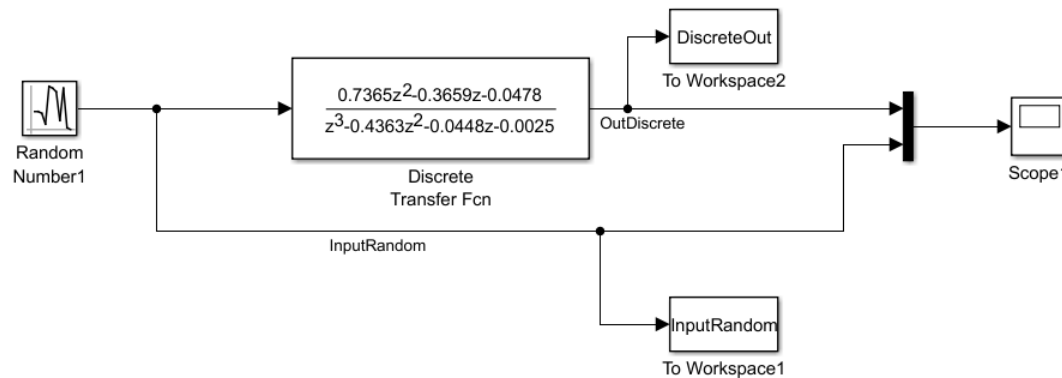 DiscreteOut
To Workspace2
0.7365z²-0.3659z-0.0478
z³-0.4363z²-0.0448z-0.0025
OutDiscrete
Random
Number1
Discrete
Transfer Fcn
Scope1
InputRandom
InputRandom
To Workspace1